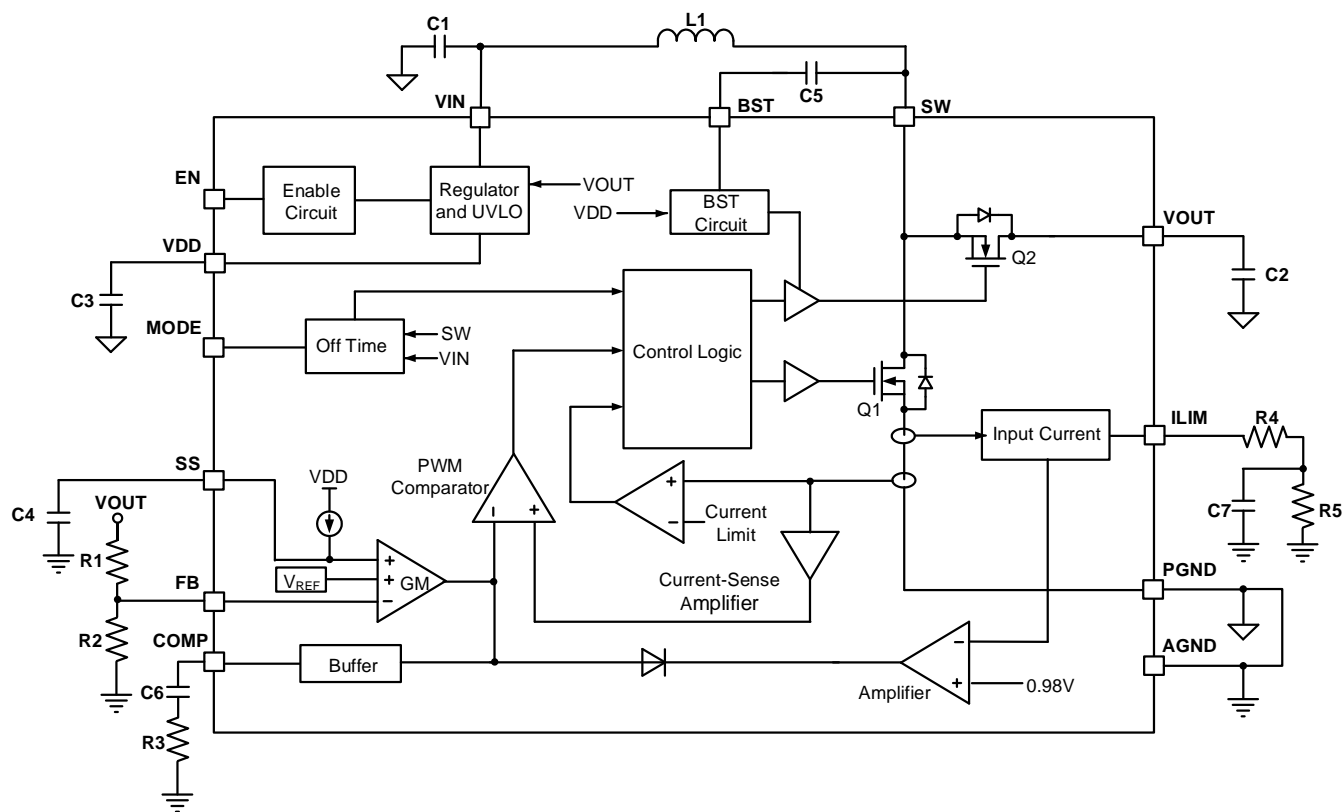 L1
C1
C5
VIN
BST
SW
EN
Enable
Circuit
Regulator
and UVLO
VOUT
VDD
BST
Circuit
VOUT
VDD
Q2
C2
C3
MODE
Off Time
SW
VIN
Control Logic
Q1
Input Current
ILIM
R4
SS
VDD
PWM
Comparator
+
−
Current
Limit
C7
R5
C4
VOUT
R1
−
+
+
VREF
+
GM
−
FB
Current-Sense
Amplifier
PGND
R2
COMP
Buffer
−
+
Amplifier
0.98V
AGND
C6
R3